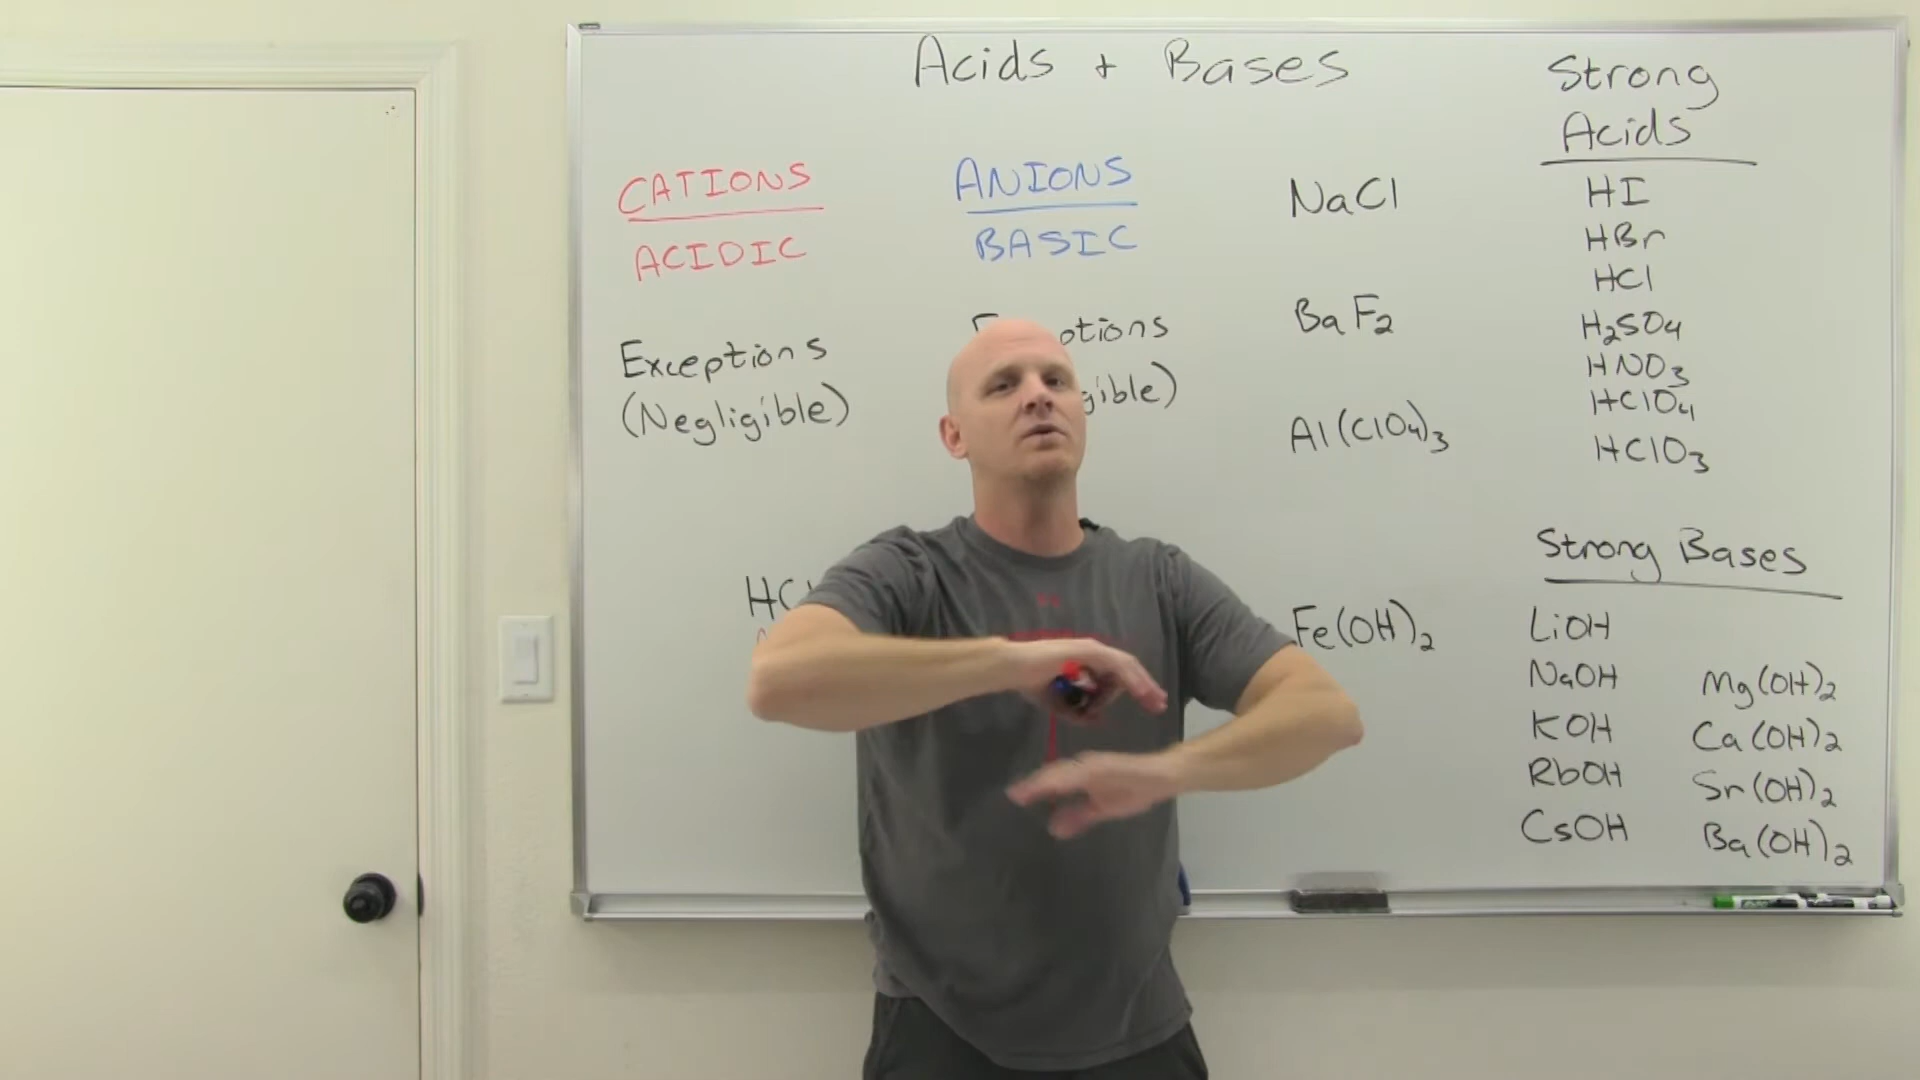 Acids + Bases
CATIONS
ACIDIC
Exceptions
(Negligible)
ANIONS
BASIC
NaCl
BaF2
Al(ClO4)3
Fe(OH)2
Strong
Acids
HI
HBr
HCl
H2SO4
HNO3
HClO4
HClO3
Strong Bases
LiOH
NaOH
KOH
RbOH
CsOH
Mg(OH)2
Ca(OH)2
Sr(OH)2
Ba(OH)2